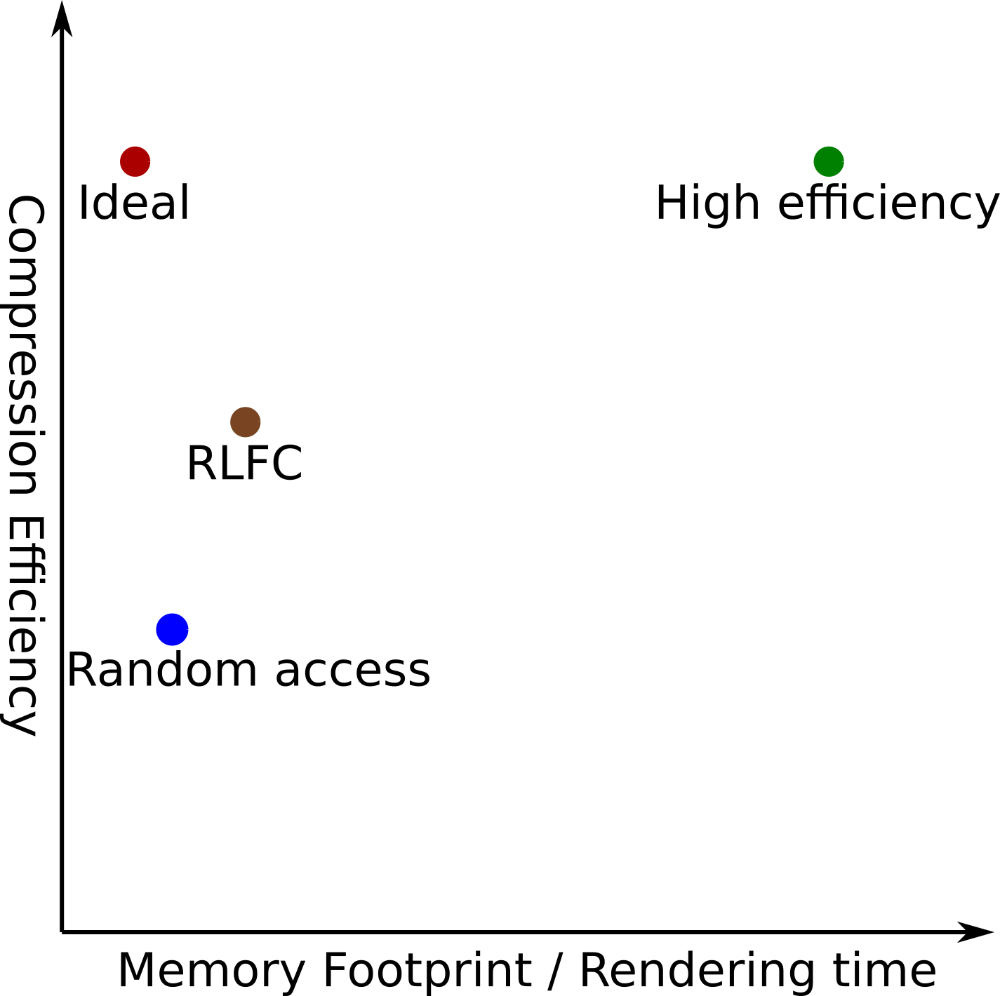 Ideal
High efficiency
Compression Efficiency
RLFC
Random access
Memory Footprint / Rendering time